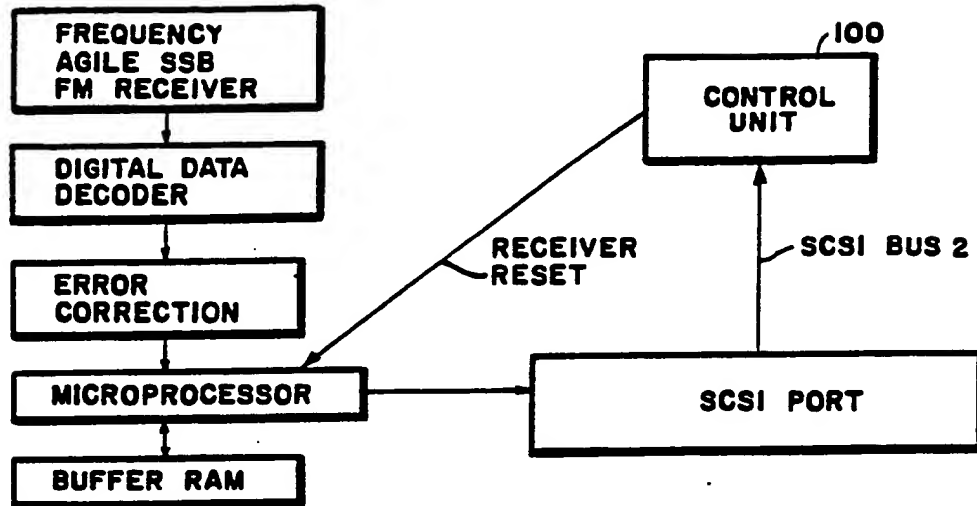 FREQUENCY
AGILE SSB
FM RECEIVER
DIGITAL DATA
DECODER
ERROR
CORRECTION
MICROPROCESSOR
BUFFER RAM
RECEIVER
RESET
100
CONTROL
UNIT
SCSI BUS 2
SCSI PORT